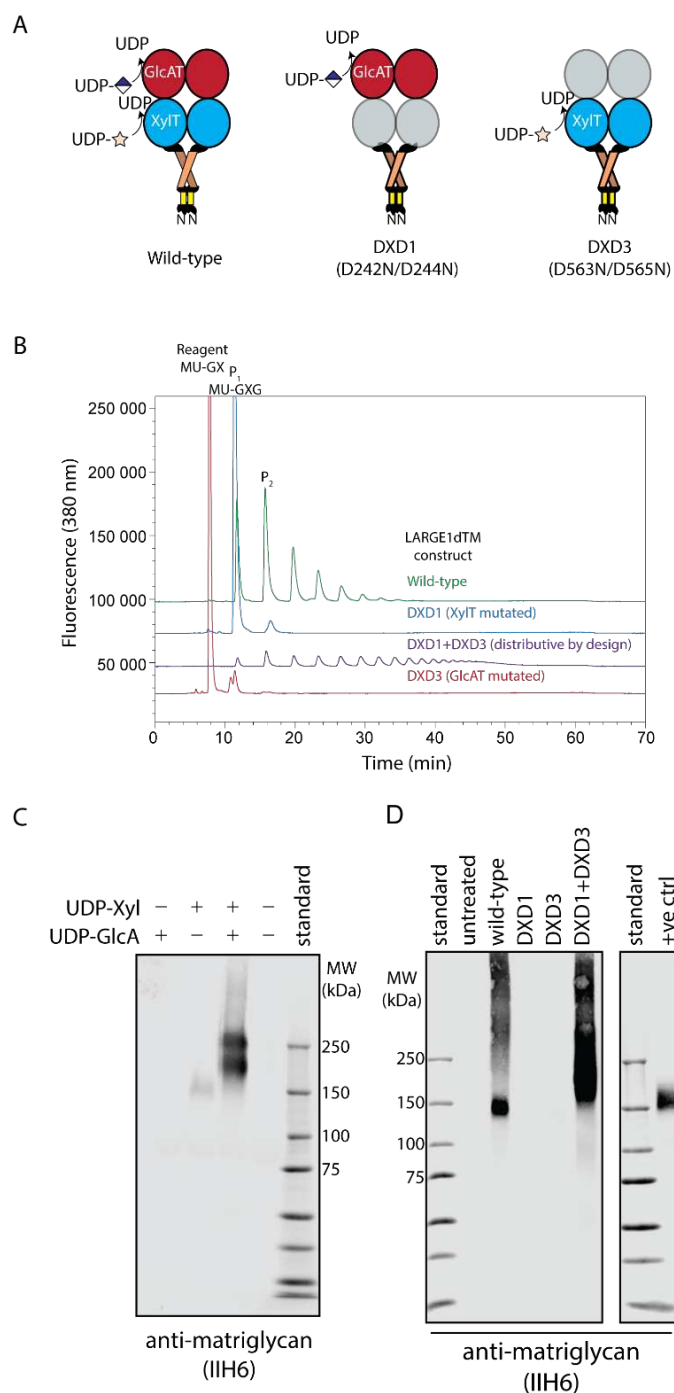 A
UDP
UDP-
GlcAT
UDP
UDP-
XylT
NN
Wild-type
UDP
UDP-
GlcAT
NN
DXD1
(D242N/D244N)
UDP
UDP-
XylT
NN
DXD3
(D563N/D565N)
B
Reagent
MU-GX
P1
MU-GXG
P2
250 000
200 000
150 000
100 000
50 000
Fluorescence (380 nm)
LARGE1dTM
construct
Wild-type
DXD1 (XylT mutated)
DXD1+DXD3 (distributive by design)
DXD3 (GlcAT mutated)
0 10 20 30 40 50 60 70
Time (min)
C
UDP-Xyl − + + −
UDP-GlcA + − + −
standard
MW
(kDa)
250
150
100
75
anti-matriglycan
(IIH6)
D
standard
untreated
wild-type
DXD1
DXD3
DXD1+DXD3
standard
+ve ctrl
MW
(kDa)
250
150
100
75
anti-matriglycan
(IIH6)